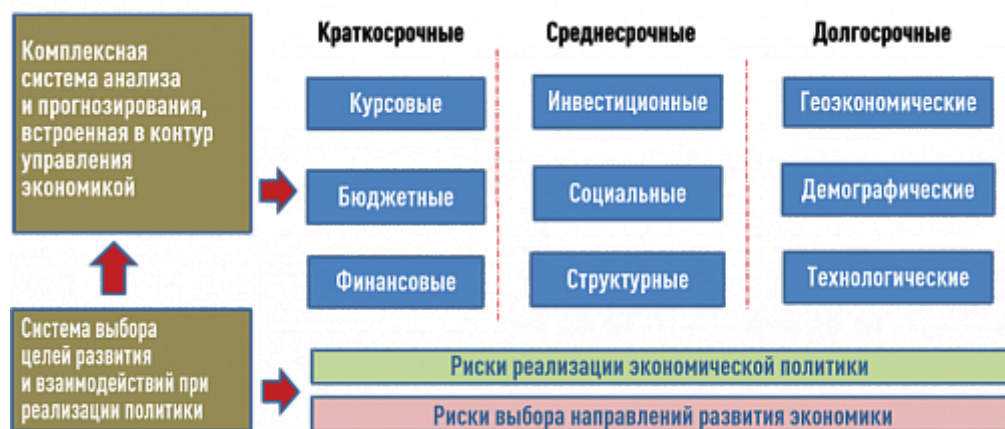 Комплексная
система анализа
и прогнозирования,
встроенная в контур
управления
экономикой
Краткосрочные
Среднесрочные
Долгосрочные
Курсовые
Инвестиционные
Геоэкономические
Бюджетные
Социальные
Демографические
Финансовые
Структурные
Технологические
Система выбора
целей развития
и взаимодействий при
реализации политики
Риски реализации экономической политики
Риски выбора направлений развития экономики